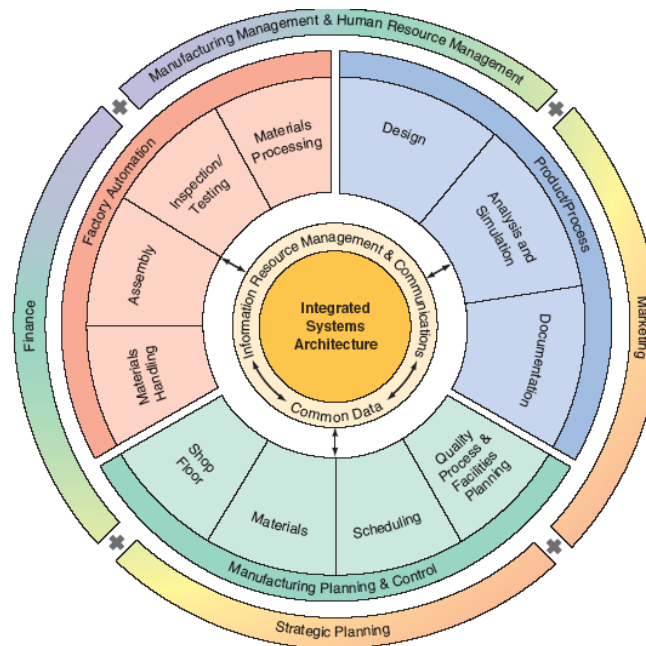 Manufacturing Management & Human Resource Management
Factory Automation
Materials
Processing
Inspection/
Testing
Assembly
Materials
Handling
Product/Process
Design
Analysis and
Simulation
Documentation
Finance
Marketing
Information Resource Management & Communications
Integrated
Systems
Architecture
Common Data
Shop
Floor
Materials
Scheduling
Quality
Process &
Facilities
Planning
Manufacturing Planning & Control
Strategic Planning